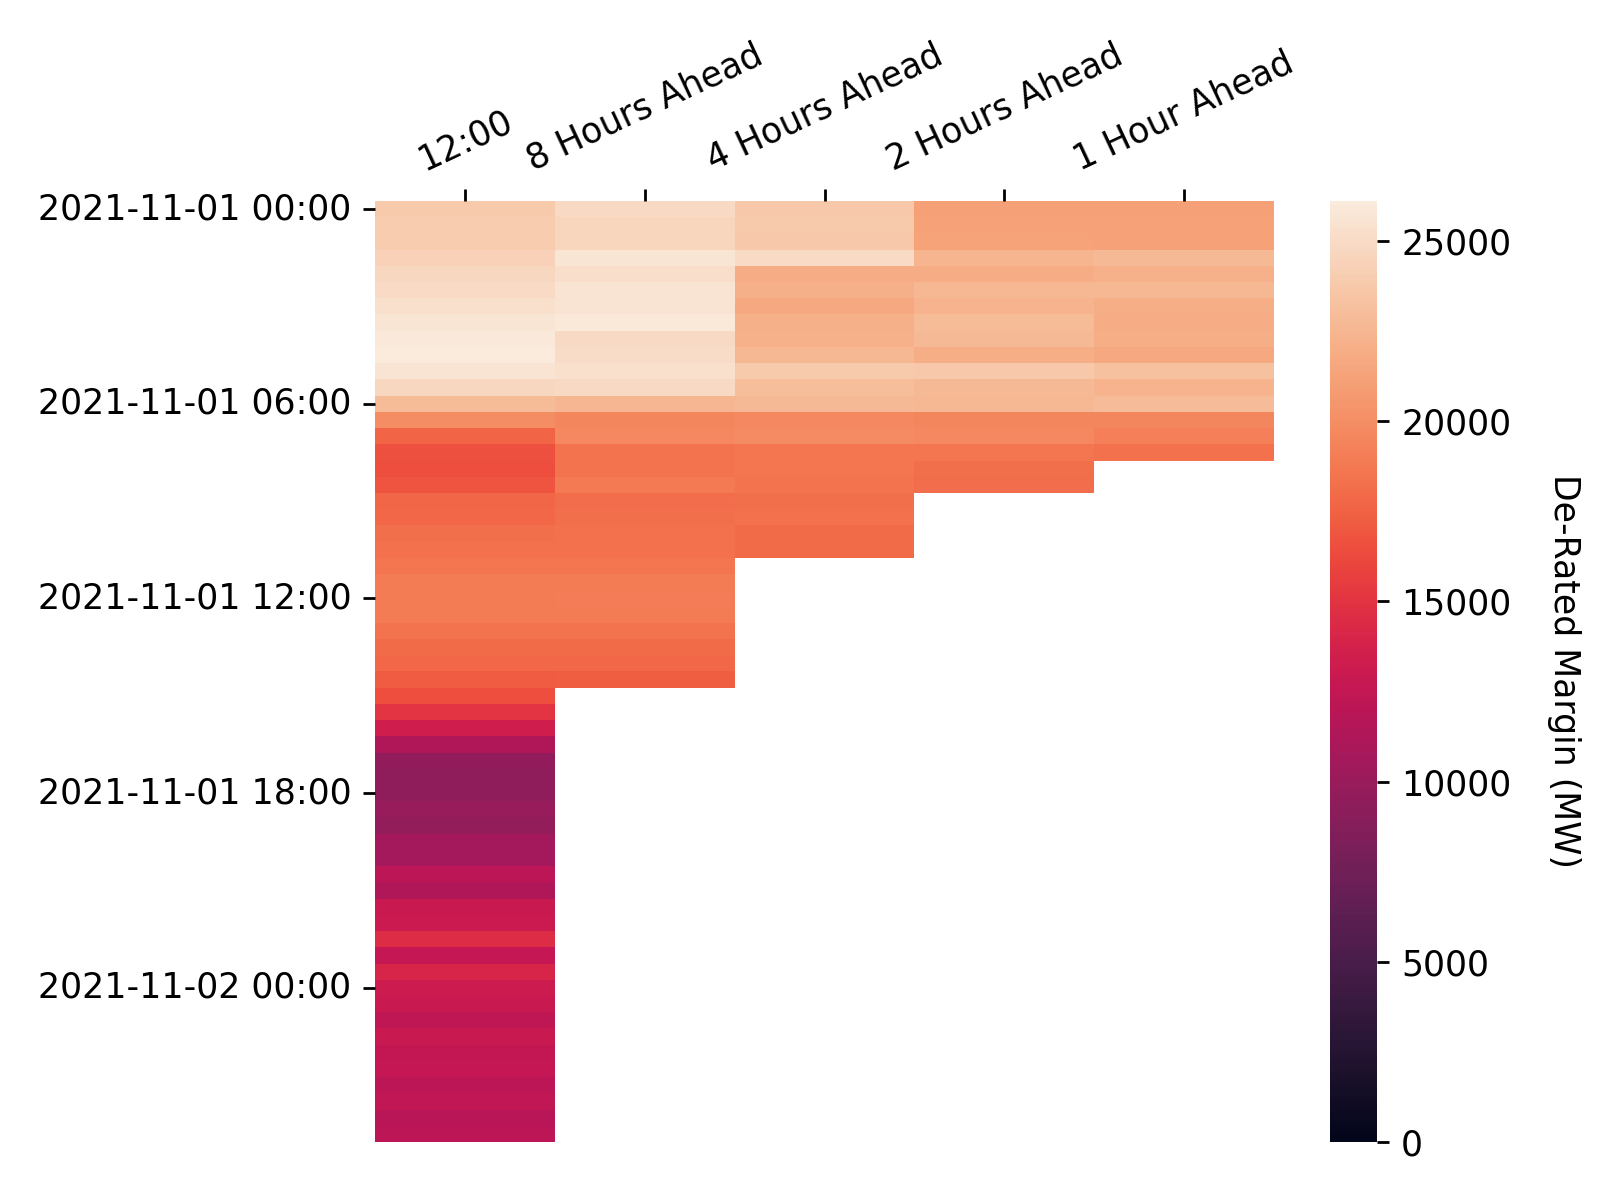 12:00
8 Hours Ahead
4 Hours Ahead
2 Hours Ahead
1 Hour Ahead
2021-11-01 00:00
2021-11-01 06:00
2021-11-01 12:00
2021-11-01 18:00
2021-11-02 00:00
25000
20000
15000
10000
5000
0
De-Rated Margin (MW)